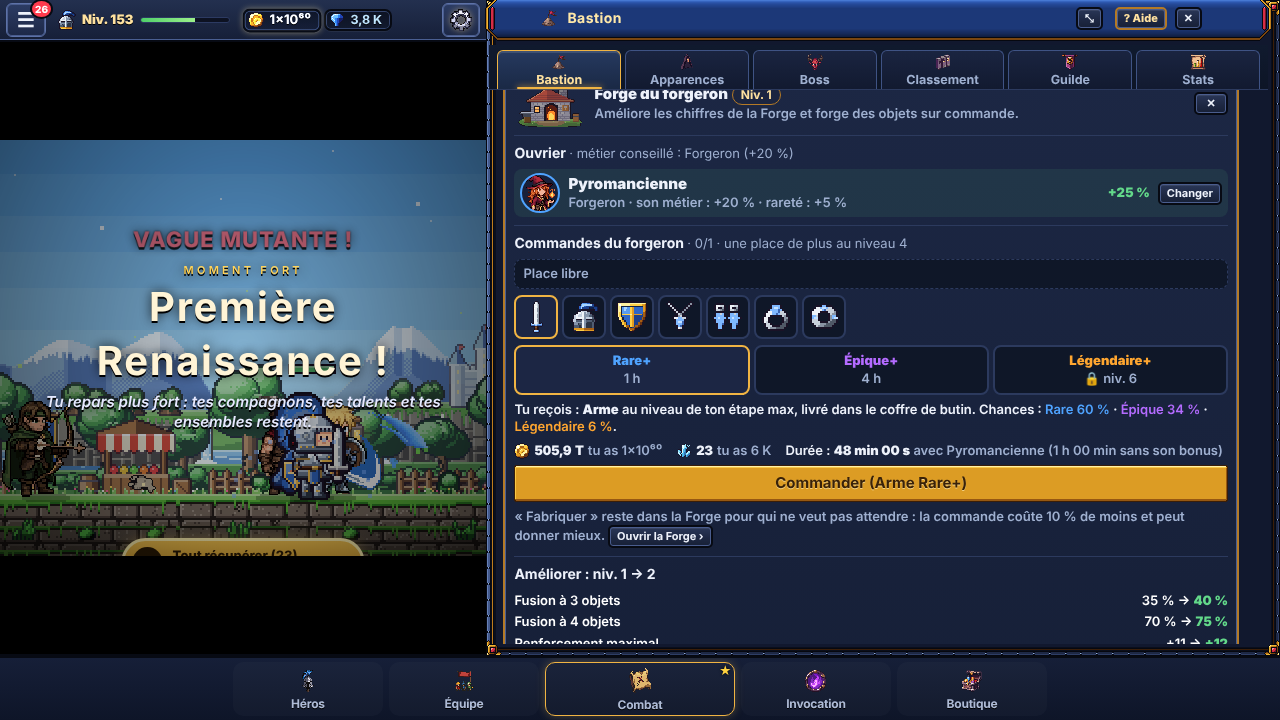 26
Niv. 153
1×10⁶⁰
3,8 K
Bastion
? Aide
Bastion
Apparences
Boss
Classement
Guilde
Stats
Forge du forgeron Niv. 1
Améliore les chiffres de la Forge et forge des objets sur commande.
Ouvrier · métier conseillé : Forgeron (+20 %)
Pyromancienne
Forgeron · son métier : +20 % · rareté : +5 %
+25 %
Changer
Commandes du forgeron · 0/1 · une place de plus au niveau 4
Place libre
Rare+
1 h
Épique+
4 h
Légendaire+
niv. 6
Tu reçois : Arme au niveau de ton étape max, livré dans le coffre de butin. Chances : Rare 60 % · Épique 34 % ·
Légendaire 6 %.
505,9 T tu as 1×10⁶⁰ 23 tu as 6 K Durée : 48 min 00 s avec Pyromancienne (1 h 00 min sans son bonus)
Commander (Arme Rare+)
« Fabriquer » reste dans la Forge pour qui ne veut pas attendre : la commande coûte 10 % de moins et peut
donner mieux. Ouvrir la Forge ›
Améliorer : niv. 1 → 2
Fusion à 3 objets 35 % → 40 %
Fusion à 4 objets 70 % → 75 %
Renforcement maximal +11 → +12
VAGUE MUTANTE !
MOMENT FORT
Première
Renaissance !
Tu repars plus fort : tes compagnons, tes talents et tes
ensembles restent.
Tout récupérer (23)
Héros
Équipe
Combat
Invocation
Boutique